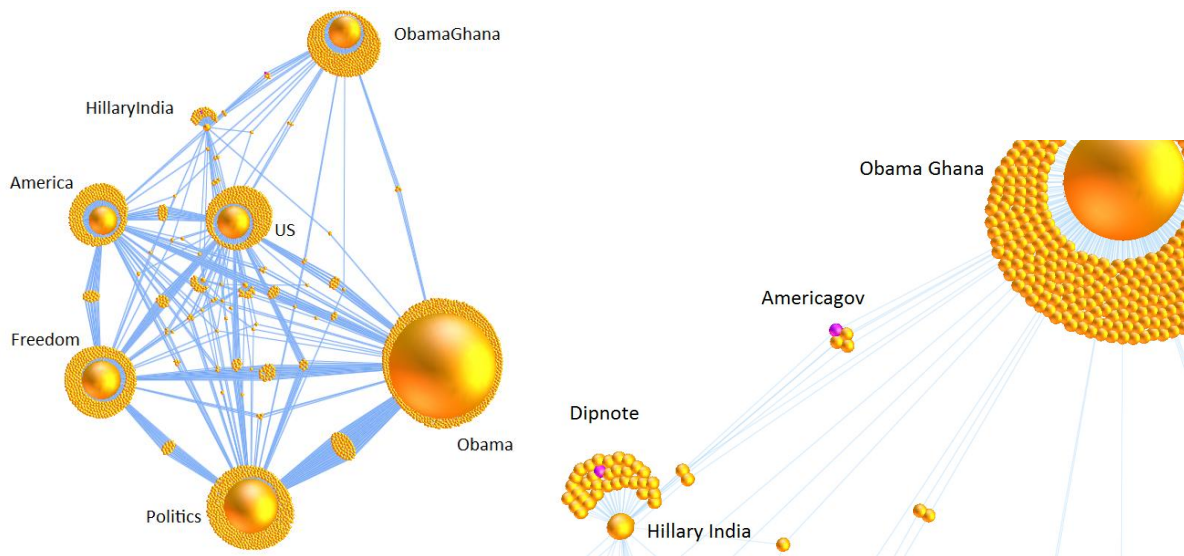 ObamaGhana
HillaryIndia
America
US
Freedom
Obama
Politics
Obama Ghana
Americagov
Dipnote
Hillary India